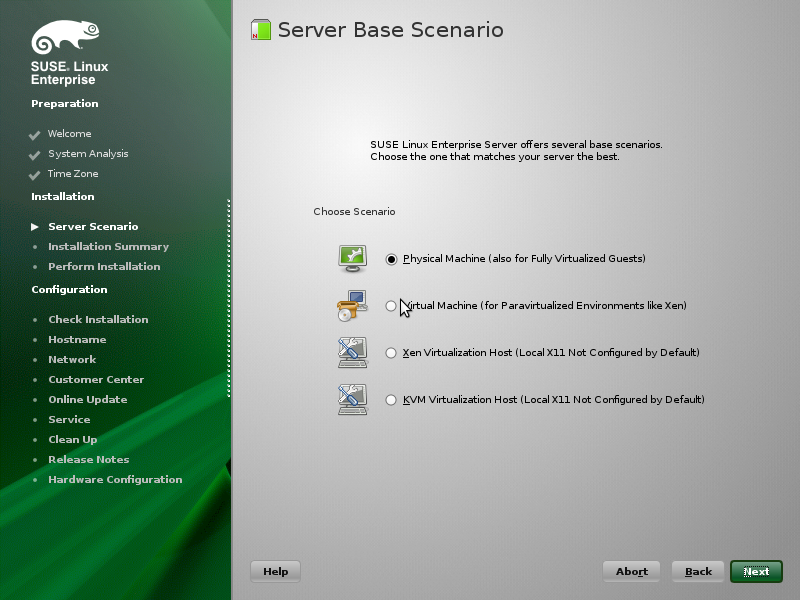 SUSE. Linux
Enterprise
Preparation
Welcome
System Analysis
Time Zone
Installation
Server Scenario
Installation Summary
Perform Installation
Configuration
Check Installation
Hostname
Network
Customer Center
Online Update
Service
Clean Up
Release Notes
Hardware Configuration
Server Base Scenario
SUSE Linux Enterprise Server offers several base scenarios.
Choose the one that matches your server the best.
Choose Scenario
Physical Machine (also for Fully Virtualized Guests)
Virtual Machine (for Paravirtualized Environments like Xen)
Xen Virtualization Host (Local X11 Not Configured by Default)
KVM Virtualization Host (Local X11 Not Configured by Default)
Help
Abort
Back
Next